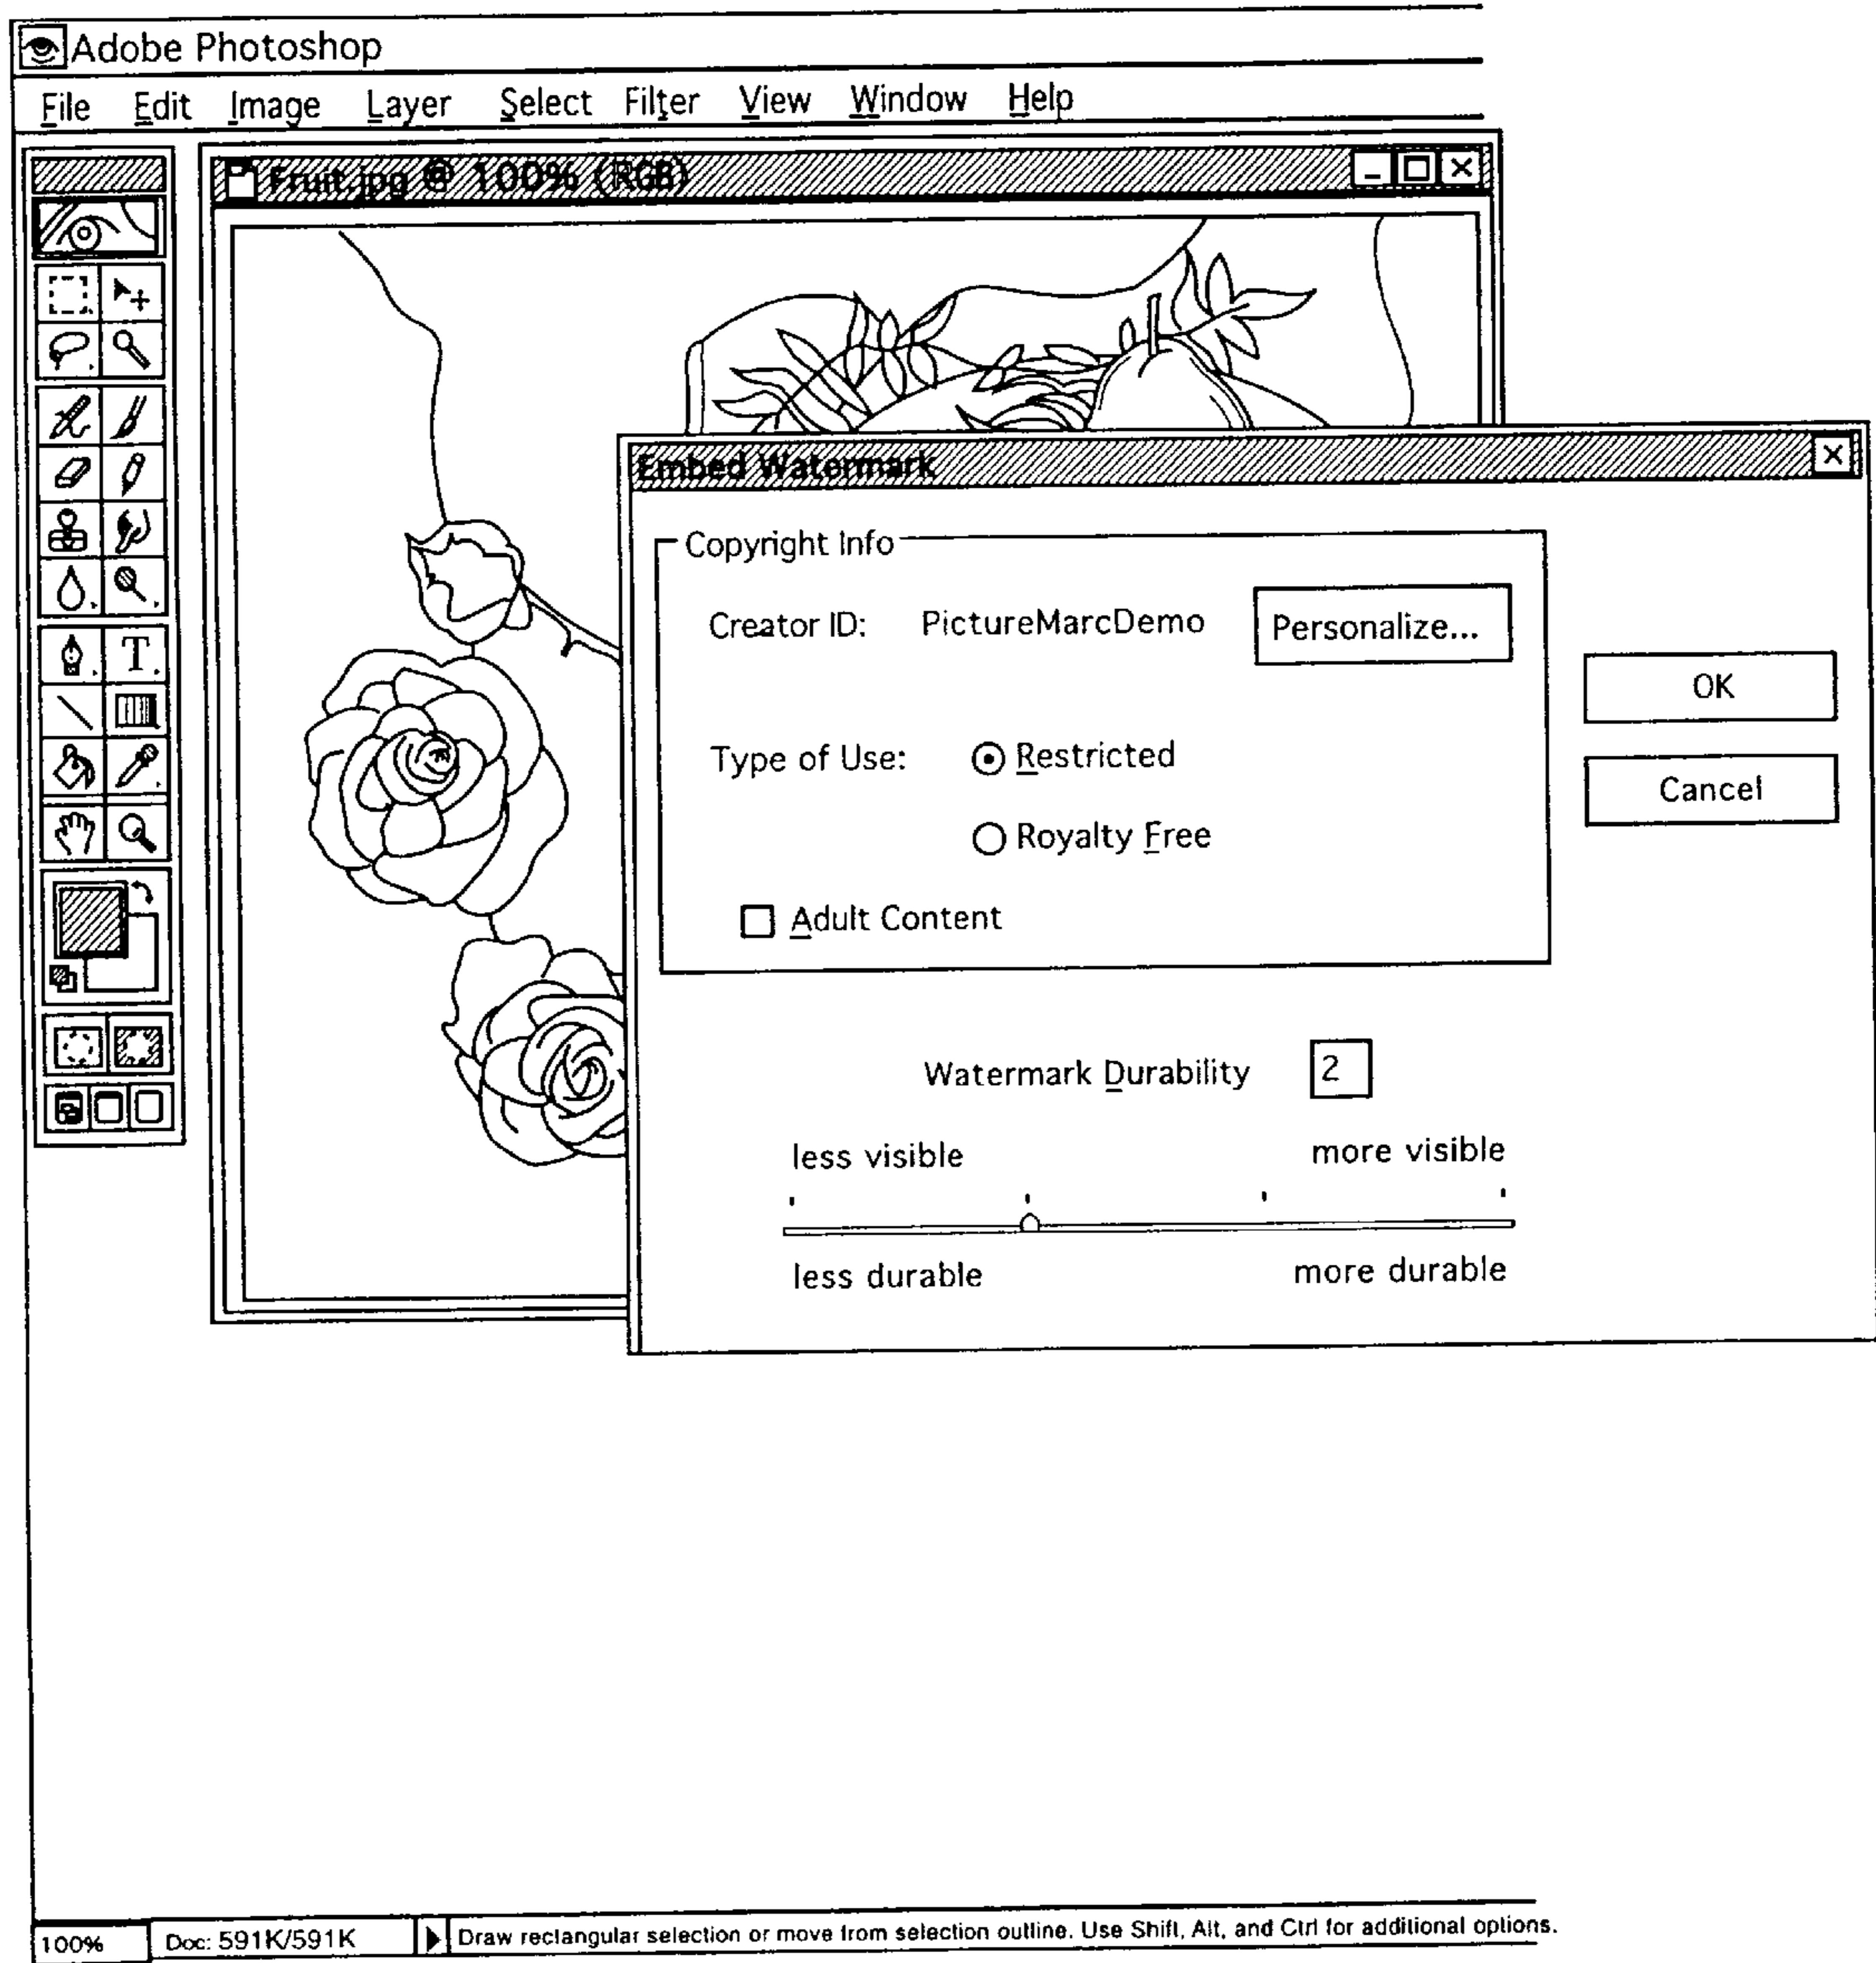 Adobe Photoshop
File Edit Image Layer Select Filter View Window Help
Fruit.jpg @ 100% (RGB)
Embed Watermark
Copyright Info
Creator ID: PictureMarcDemo Personalize...
OK
Type of Use: Restricted
Cancel
Royalty Free
Adult Content
Watermark Durability 2
less visible more visible
less durable more durable
T
100% Doc: 591K/591K Draw rectangular selection or move from selection outline. Use Shift, Alt, and Ctrl for additional options.